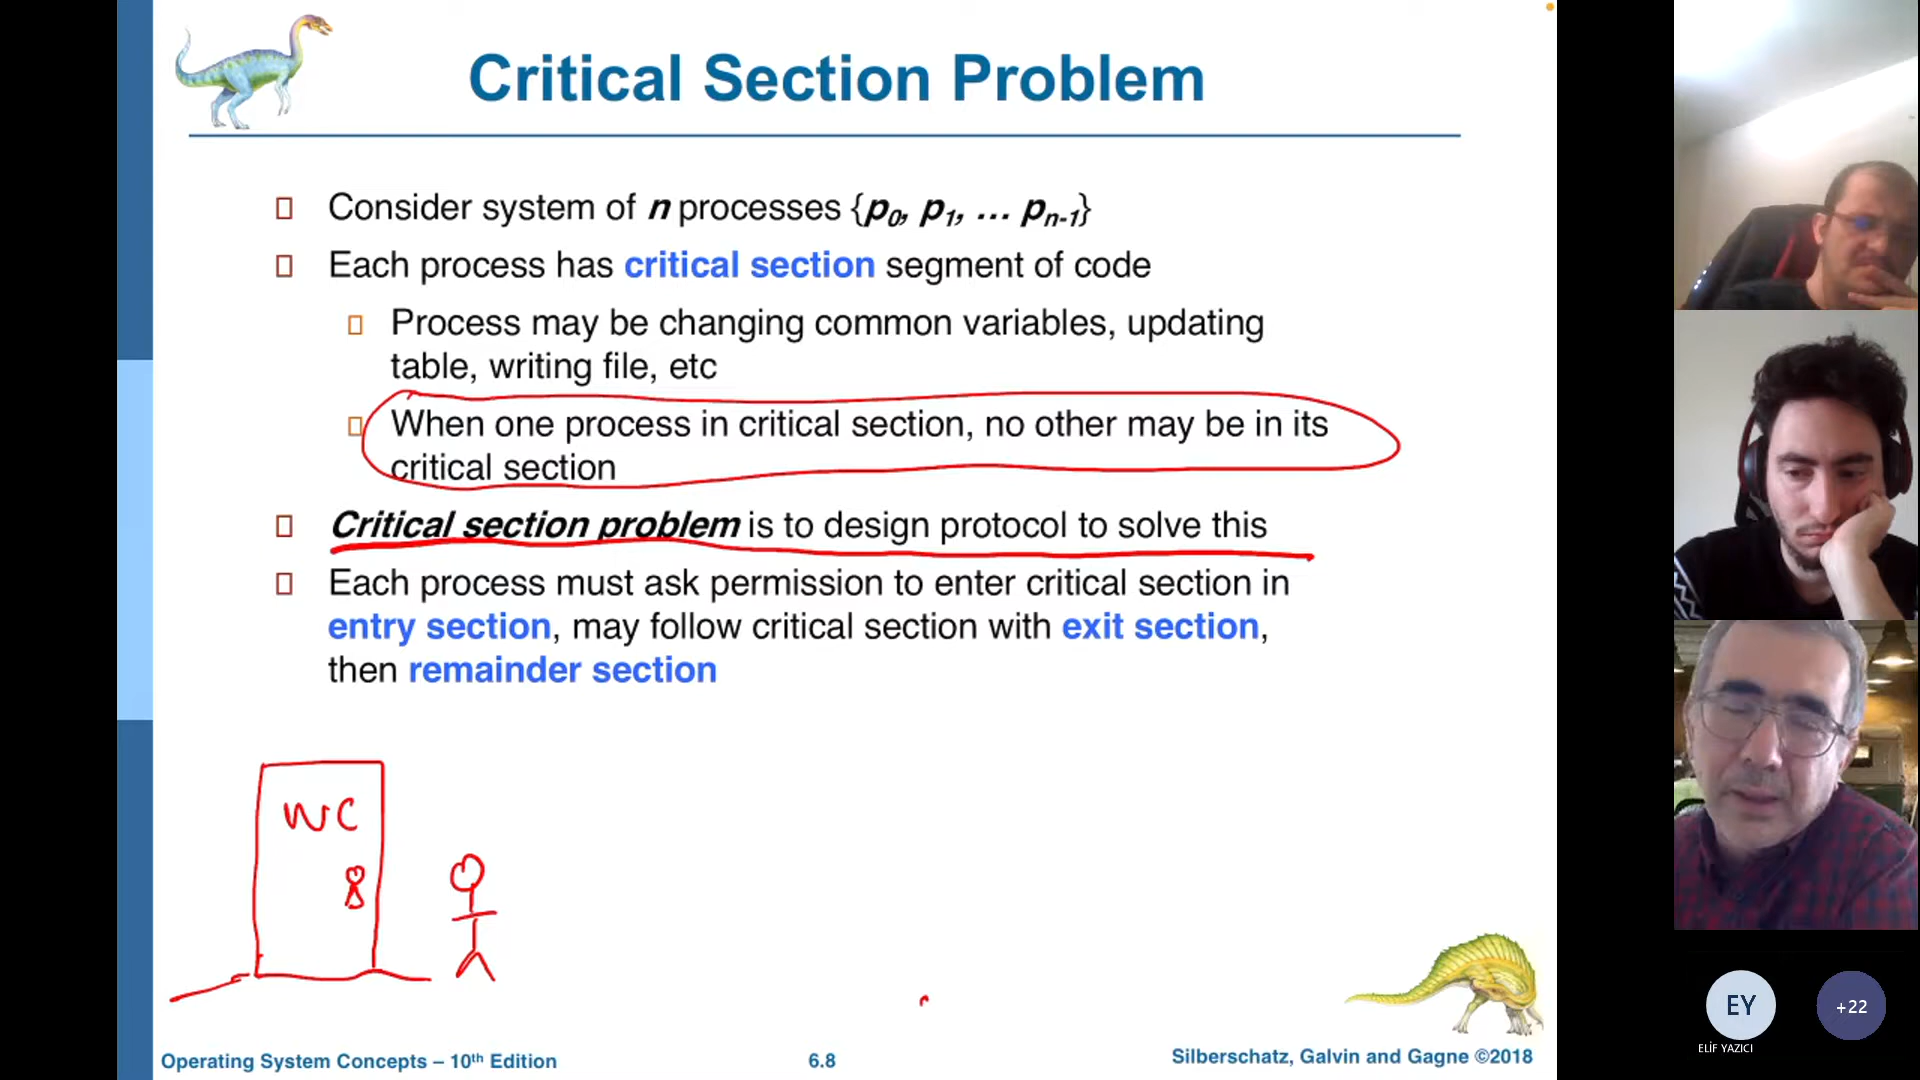 Critical Section Problem
Consider system of n processes {p0, p1, … pn-1}
Each process has critical section segment of code
Process may be changing common variables, updating
table, writing file, etc
When one process in critical section, no other may be in its
critical section
Critical section problem is to design protocol to solve this
Each process must ask permission to enter critical section in
entry section, may follow critical section with exit section,
then remainder section
WC
Operating System Concepts – 10th Edition
6.8
Silberschatz, Galvin and Gagne ©2018
EY
+22
ELİF YAZICI